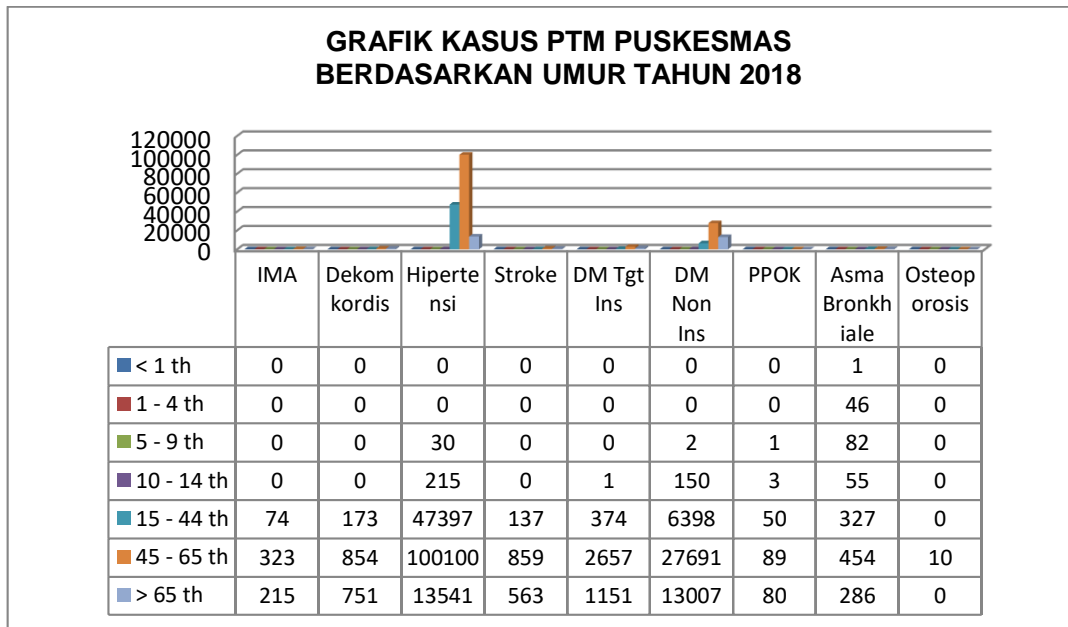 GRAFIK KASUS PTM PUSKESMAS
BERDASARKAN UMUR TAHUN 2018
120000
100000
80000
60000
40000
20000
0
IMA Dekom Hiperte Stroke DM Tgt DM PPOK Asma Osteop
kordis nsi Ins Non Bronkh orosis
Ins iale
< 1 th 0 0 0 0 0 0 0 1 0
1 - 4 th 0 0 0 0 0 0 0 46 0
5 - 9 th 0 0 30 0 0 2 1 82 0
10 - 14 th 0 0 215 0 1 150 3 55 0
15 - 44 th 74 173 47397 137 374 6398 50 327 0
45 - 65 th 323 854 100100 859 2657 27691 89 454 10
> 65 th 215 751 13541 563 1151 13007 80 286 0